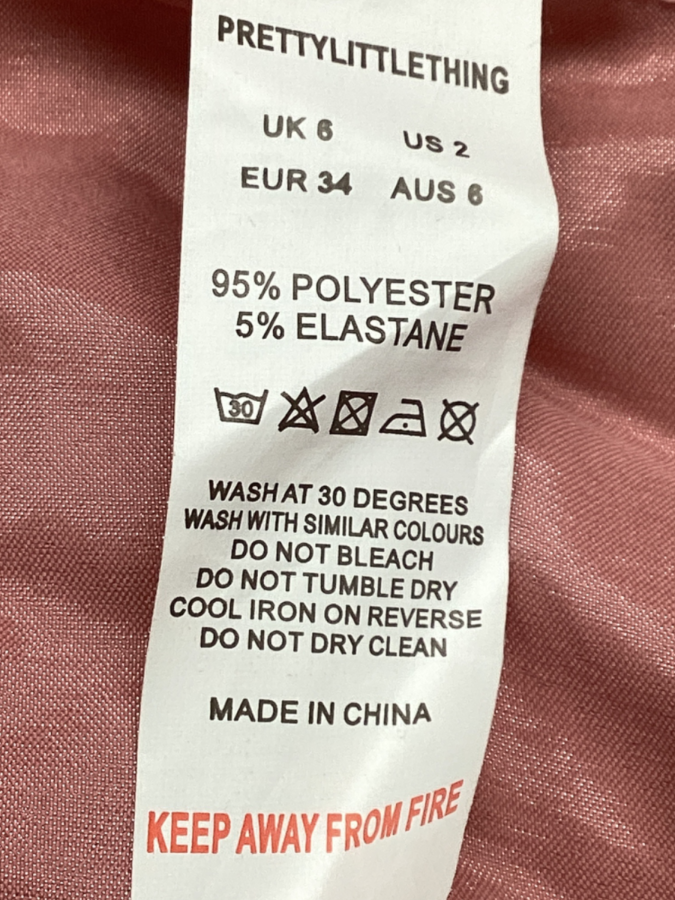 PRETTYLITTLETHING
UK 6 US 2
EUR 34 AUS 6
95% POLYESTER
5% ELASTANE
30
WASH AT 30 DEGREES
WASH WITH SIMILAR COLOURS
DO NOT BLEACH
DO NOT TUMBLE DRY
COOL IRON ON REVERSE
DO NOT DRY CLEAN
MADE IN CHINA
KEEP AWAY FROM FIRE